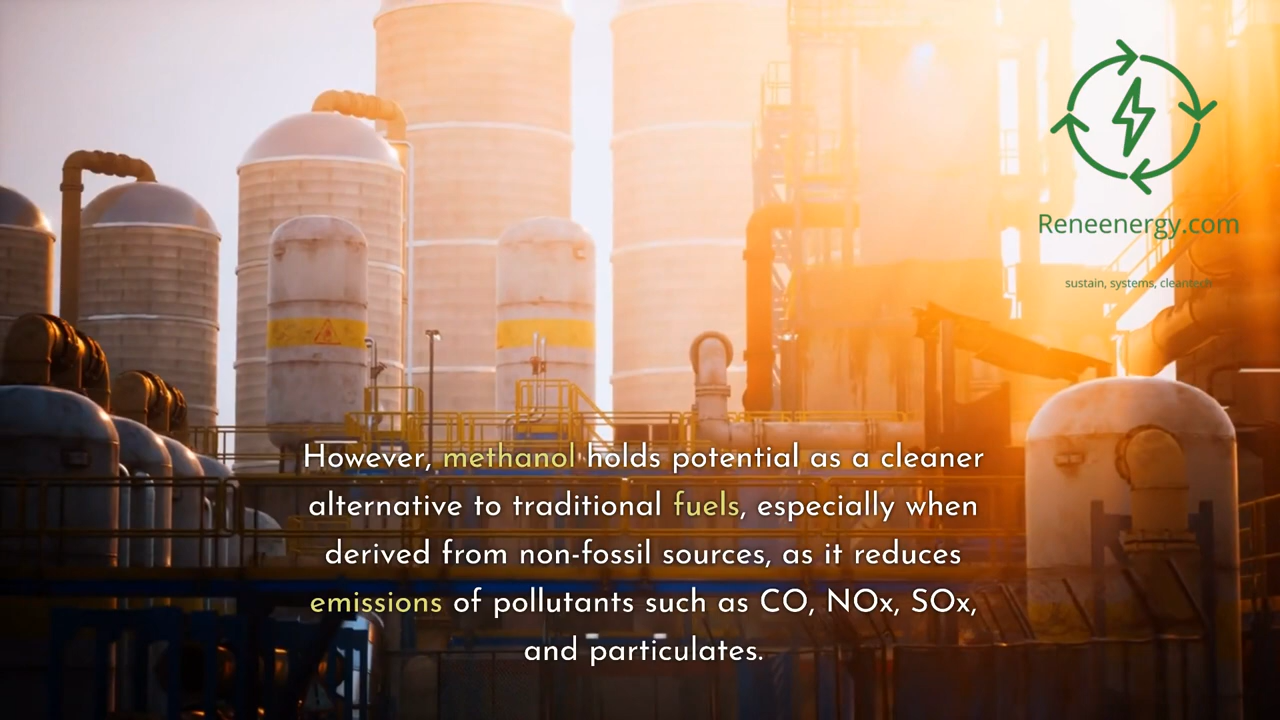 Reneenergy.com
sustain, systems, cleantech
However, methanol holds potential as a cleaner
alternative to traditional fuels, especially when
derived from non-fossil sources, as it reduces
emissions of pollutants such as CO, NOx, SOx,
and particulates.